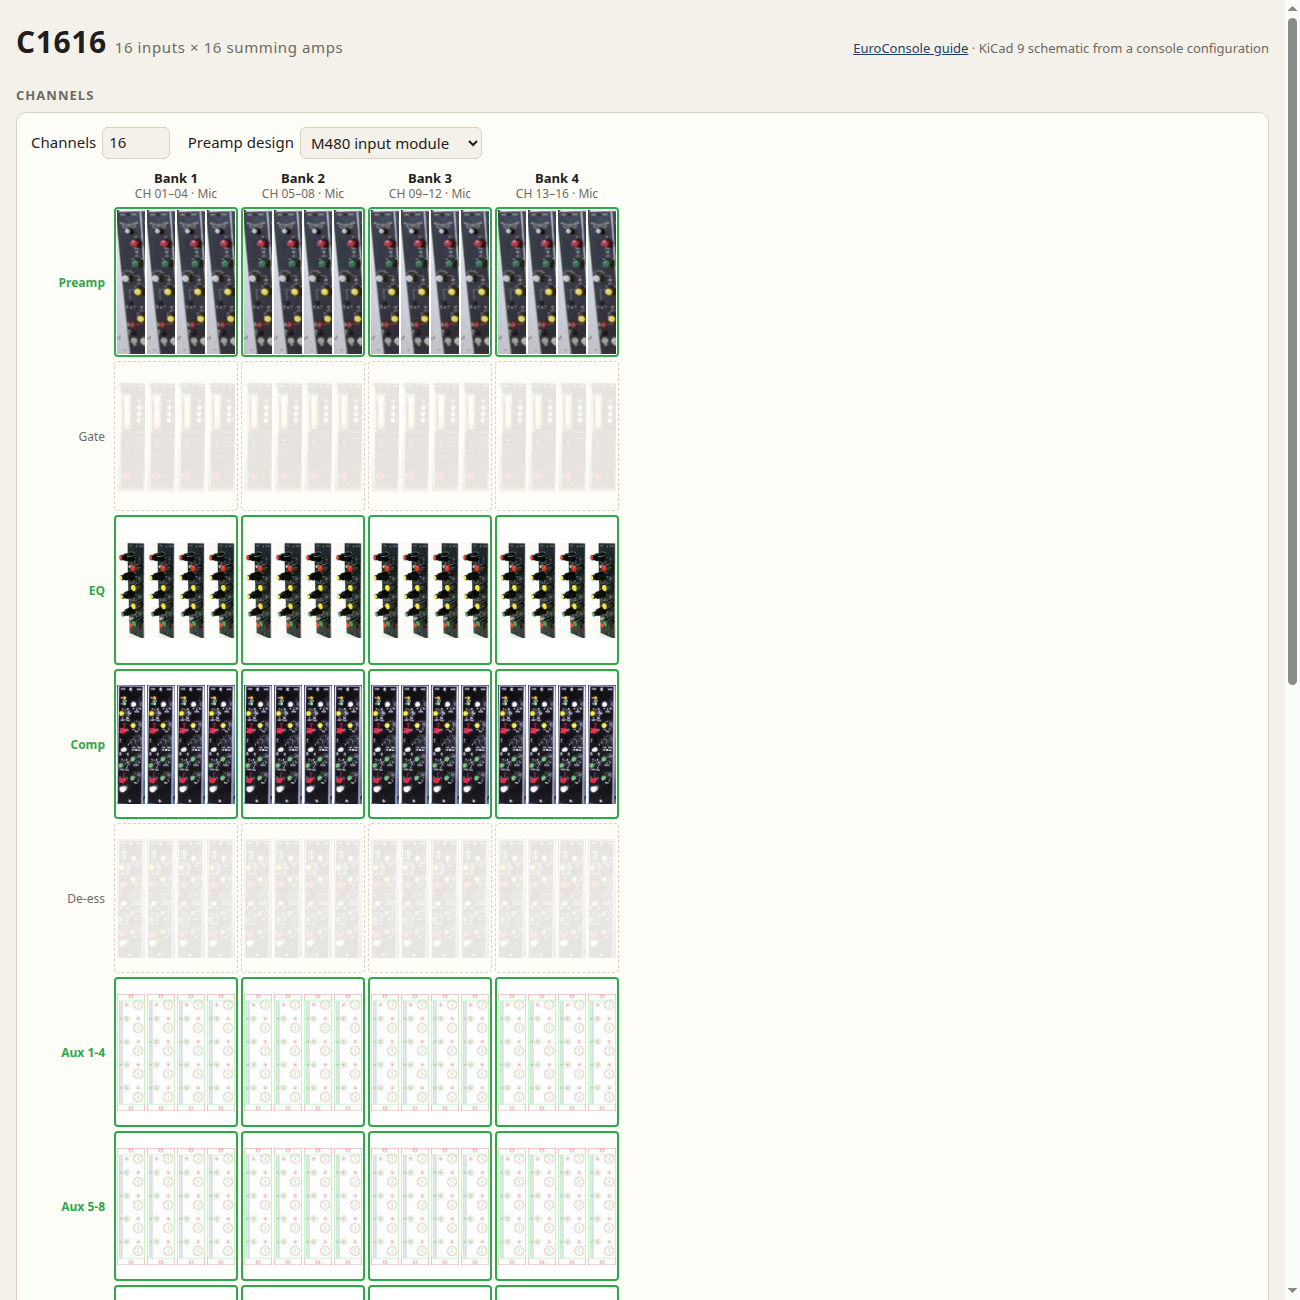 C1616 16 inputs × 16 summing amps
EuroConsole guide · KiCad 9 schematic from a console configuration
CHANNELS
Channels 16 Preamp design M480 input module
Bank 1 Bank 2 Bank 3 Bank 4
CH 01–04 · Mic CH 05–08 · Mic CH 09–12 · Mic CH 13–16 · Mic
Preamp
Gate
EQ
Comp
De-ess
Aux 1-4
Aux 5-8